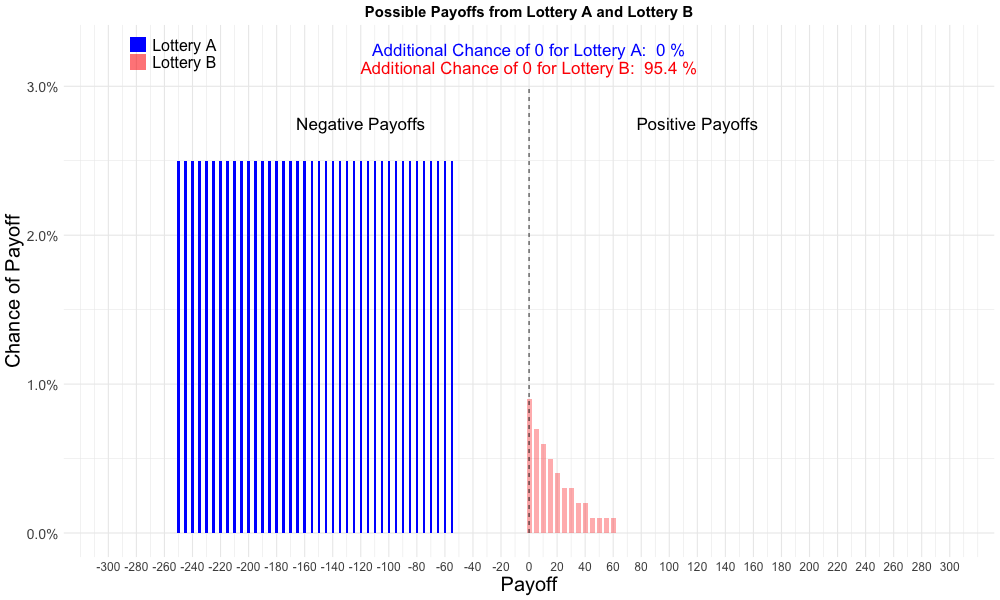 Possible Payoffs from Lottery A and Lottery B
Lottery A
Lottery B
Additional Chance of 0 for Lottery A:  0 %
Additional Chance of 0 for Lottery B:  95.4 %
Negative Payoffs
Positive Payoffs
Chance of Payoff
3.0%
2.0%
1.0%
0.0%
-300 -280 -260 -240 -220 -200 -180 -160 -140 -120 -100 -80 -60 -40 -20 0 20 40 60 80 100 120 140 160 180 200 220 240 260 280 300
Payoff